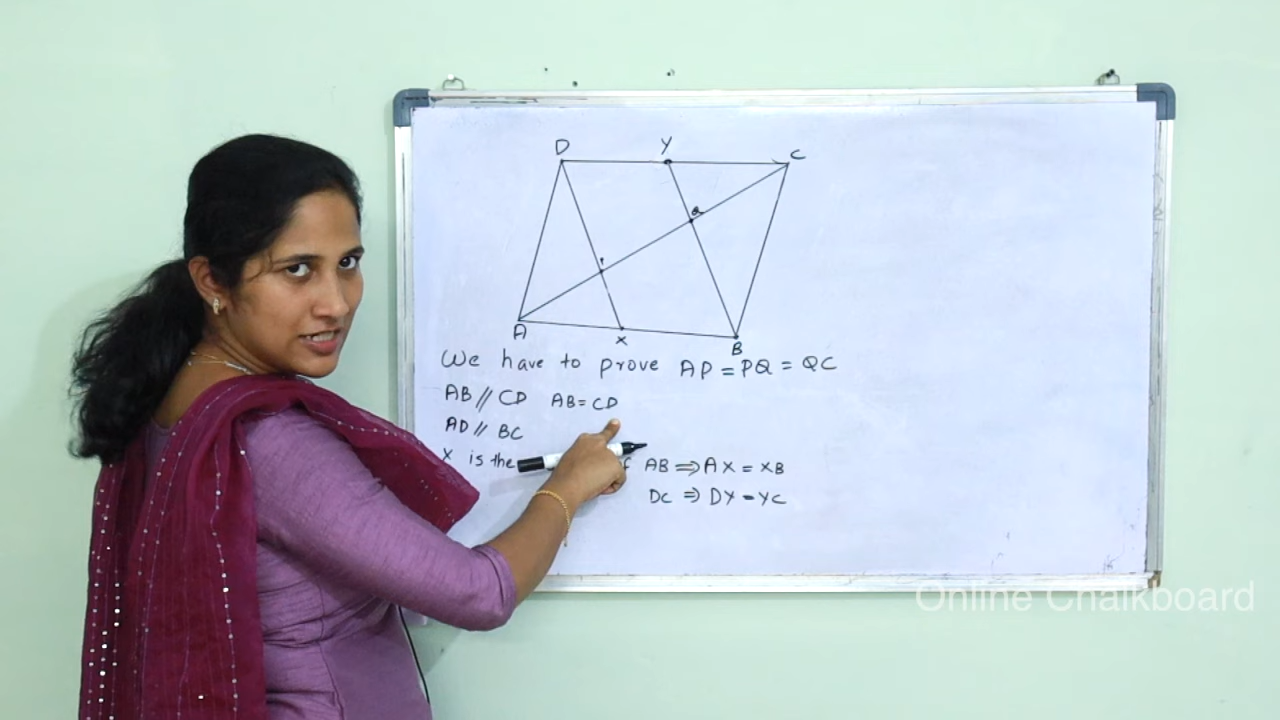 D Y C
Q
P
A X B
We have to prove AP = PQ = QC
AB // CD AB = CD
AD // BC
X is the AB ⇒ AX = XB
DC ⇒ DY = YC
Online Chalkboard